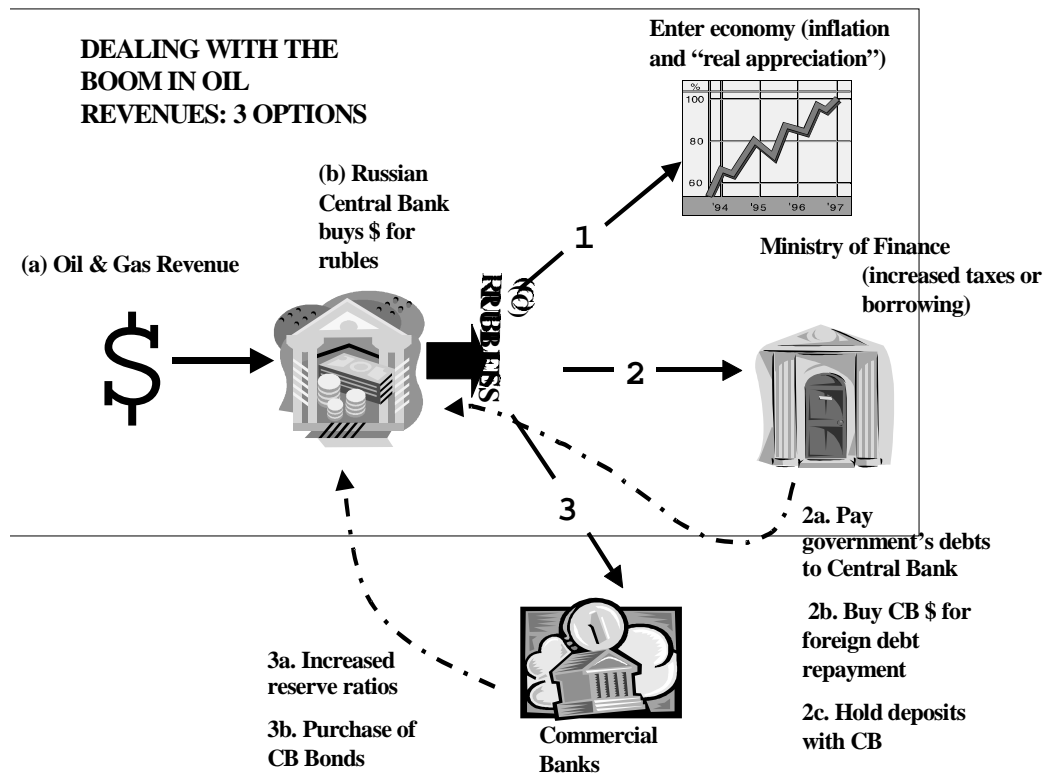 DEALING WITH THE
BOOM IN OIL
REVENUES: 3 OPTIONS
Enter economy (inflation
and “real appreciation”)
%
100
80
60
'94 '95 '96 '97
(b) Russian
Central Bank
buys $ for
rubles
(a) Oil & Gas Revenue
$
(c)
RUBLES
1
Ministry of Finance
(increased taxes or
borrowing)
2
3
2a. Pay
government’s debts
to Central Bank
2b. Buy CB $ for
foreign debt
repayment
2c. Hold deposits
with CB
3a. Increased
reserve ratios
3b. Purchase of
CB Bonds
Commercial
Banks